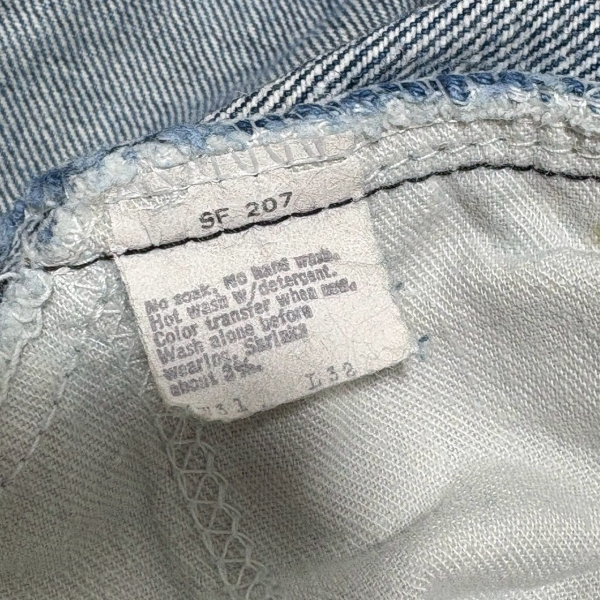 SF 207
No soak. No hand wash.
Hot wash w/detergent.
Color transfer when new.
Wash alone before
wearing. Shrinks
about 3%.
W31 L32